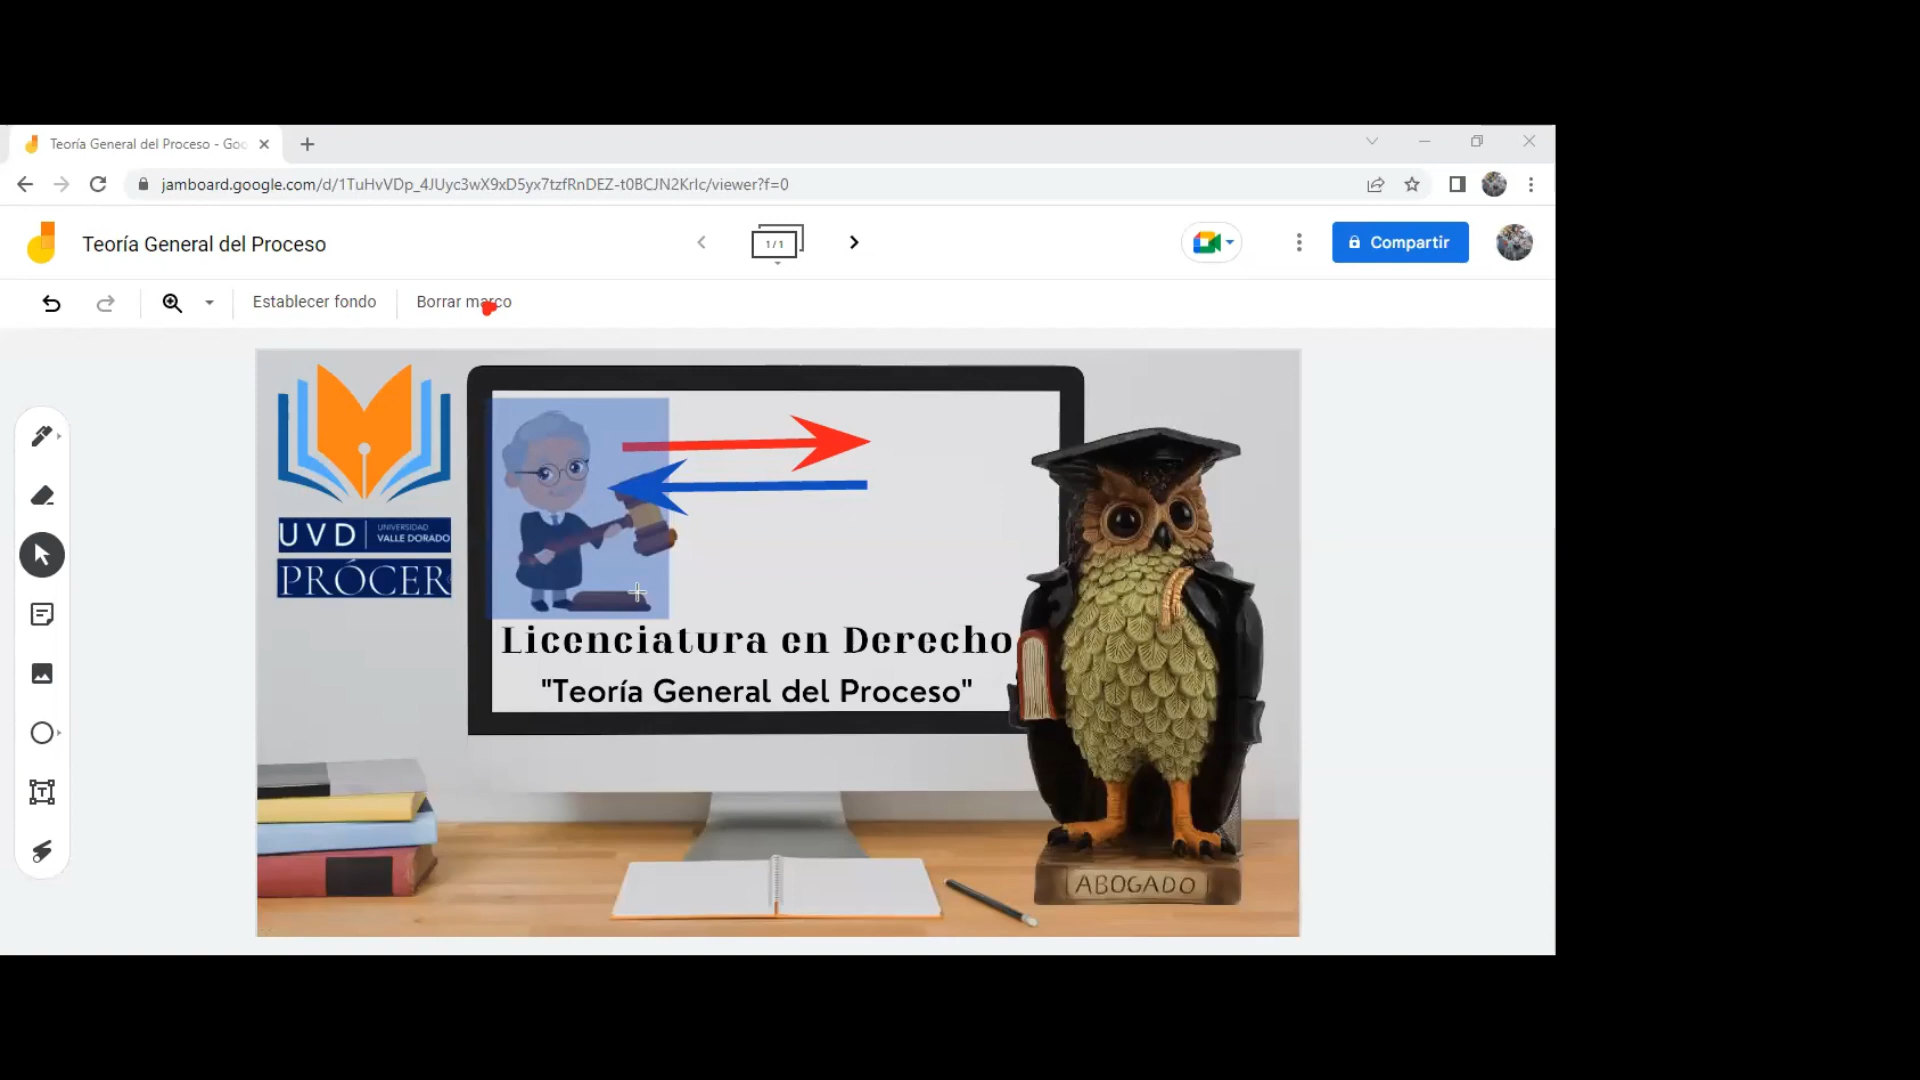 Teoría General del Proceso - Goo
jamboard.google.com/d/1TuHvVDp_4JUyc3wX9xD5yx7tzfRnDEZ-t0BCJN2KrIc/viewer?f=0
Teoría General del Proceso
1/1
Compartir
Establecer fondo
Borrar marco
UVD
UNIVERSIDAD
VALLE DORADO
PRÓCER
Licenciatura en Derecho
"Teoría General del Proceso"
ABOGADO